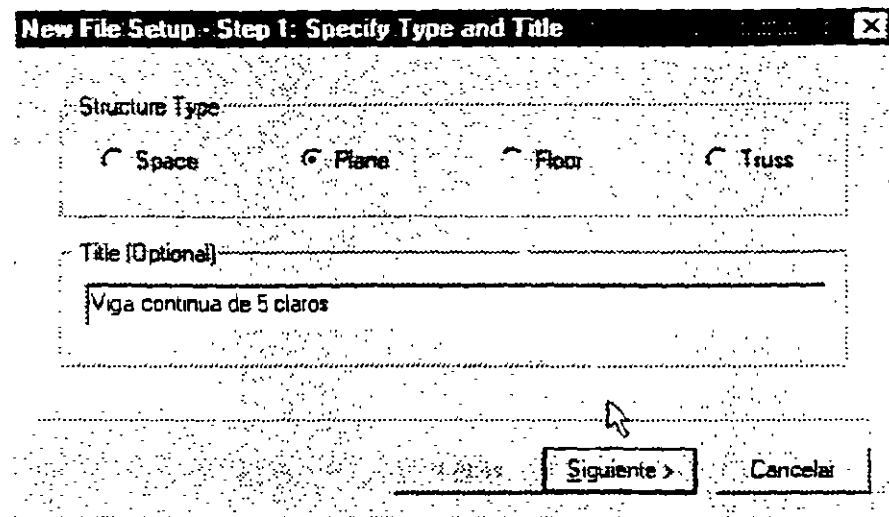 New File Setup - Step 1: Specify Type and Title
Structure Type
Space Plane Floor Truss
Title (Optional)
Viga continua de 5 claros
Siguiente > Cancelar